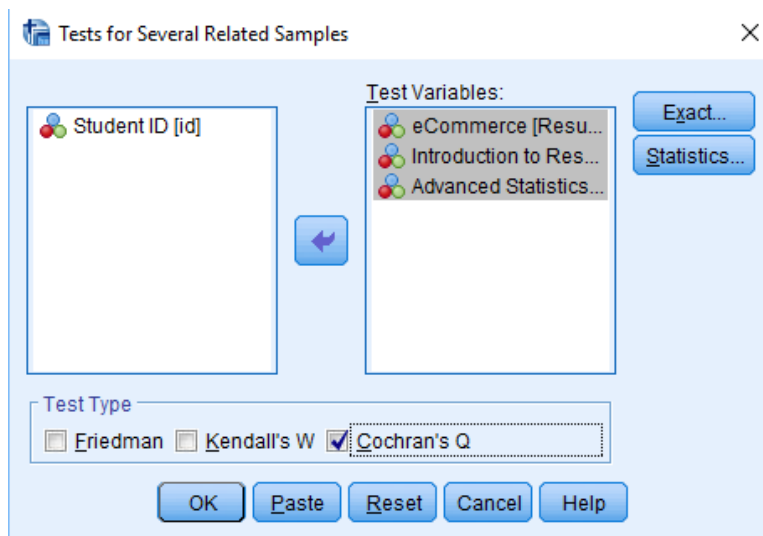 Tests for Several Related Samples
Test Variables:
Student ID [id]
eCommerce [Resu...
Introduction to Res...
Advanced Statistics...
Exact...
Statistics...
Test Type
Friedman Kendall's W Cochran's Q
OK Paste Reset Cancel Help